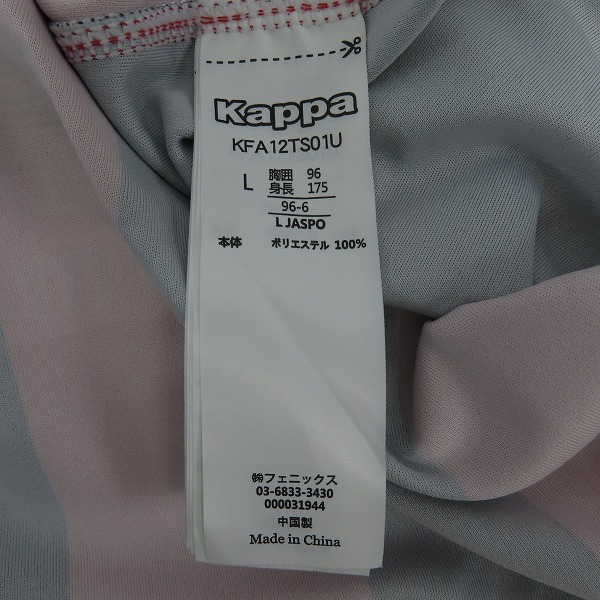 Kappa
KFA12TS01U
L 胸囲 96
身長 175
96-6
L JASPO
本体 ポリエステル 100%
㈱フェニックス
03-6833-3430
000031944
中国製
Made in China